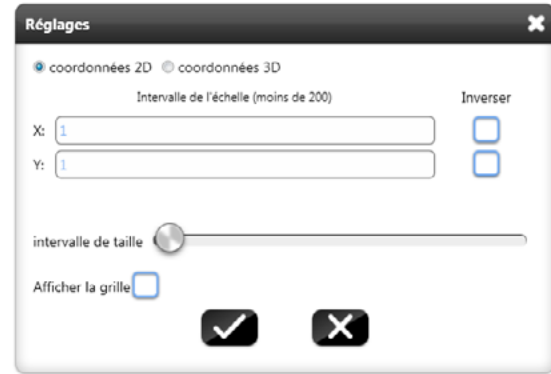 Réglages
coordonnées 2D coordonnées 3D
Intervalle de l'échelle (moins de 200) Inverser
X: 1
Y: 1
intervalle de taille
Afficher la grille